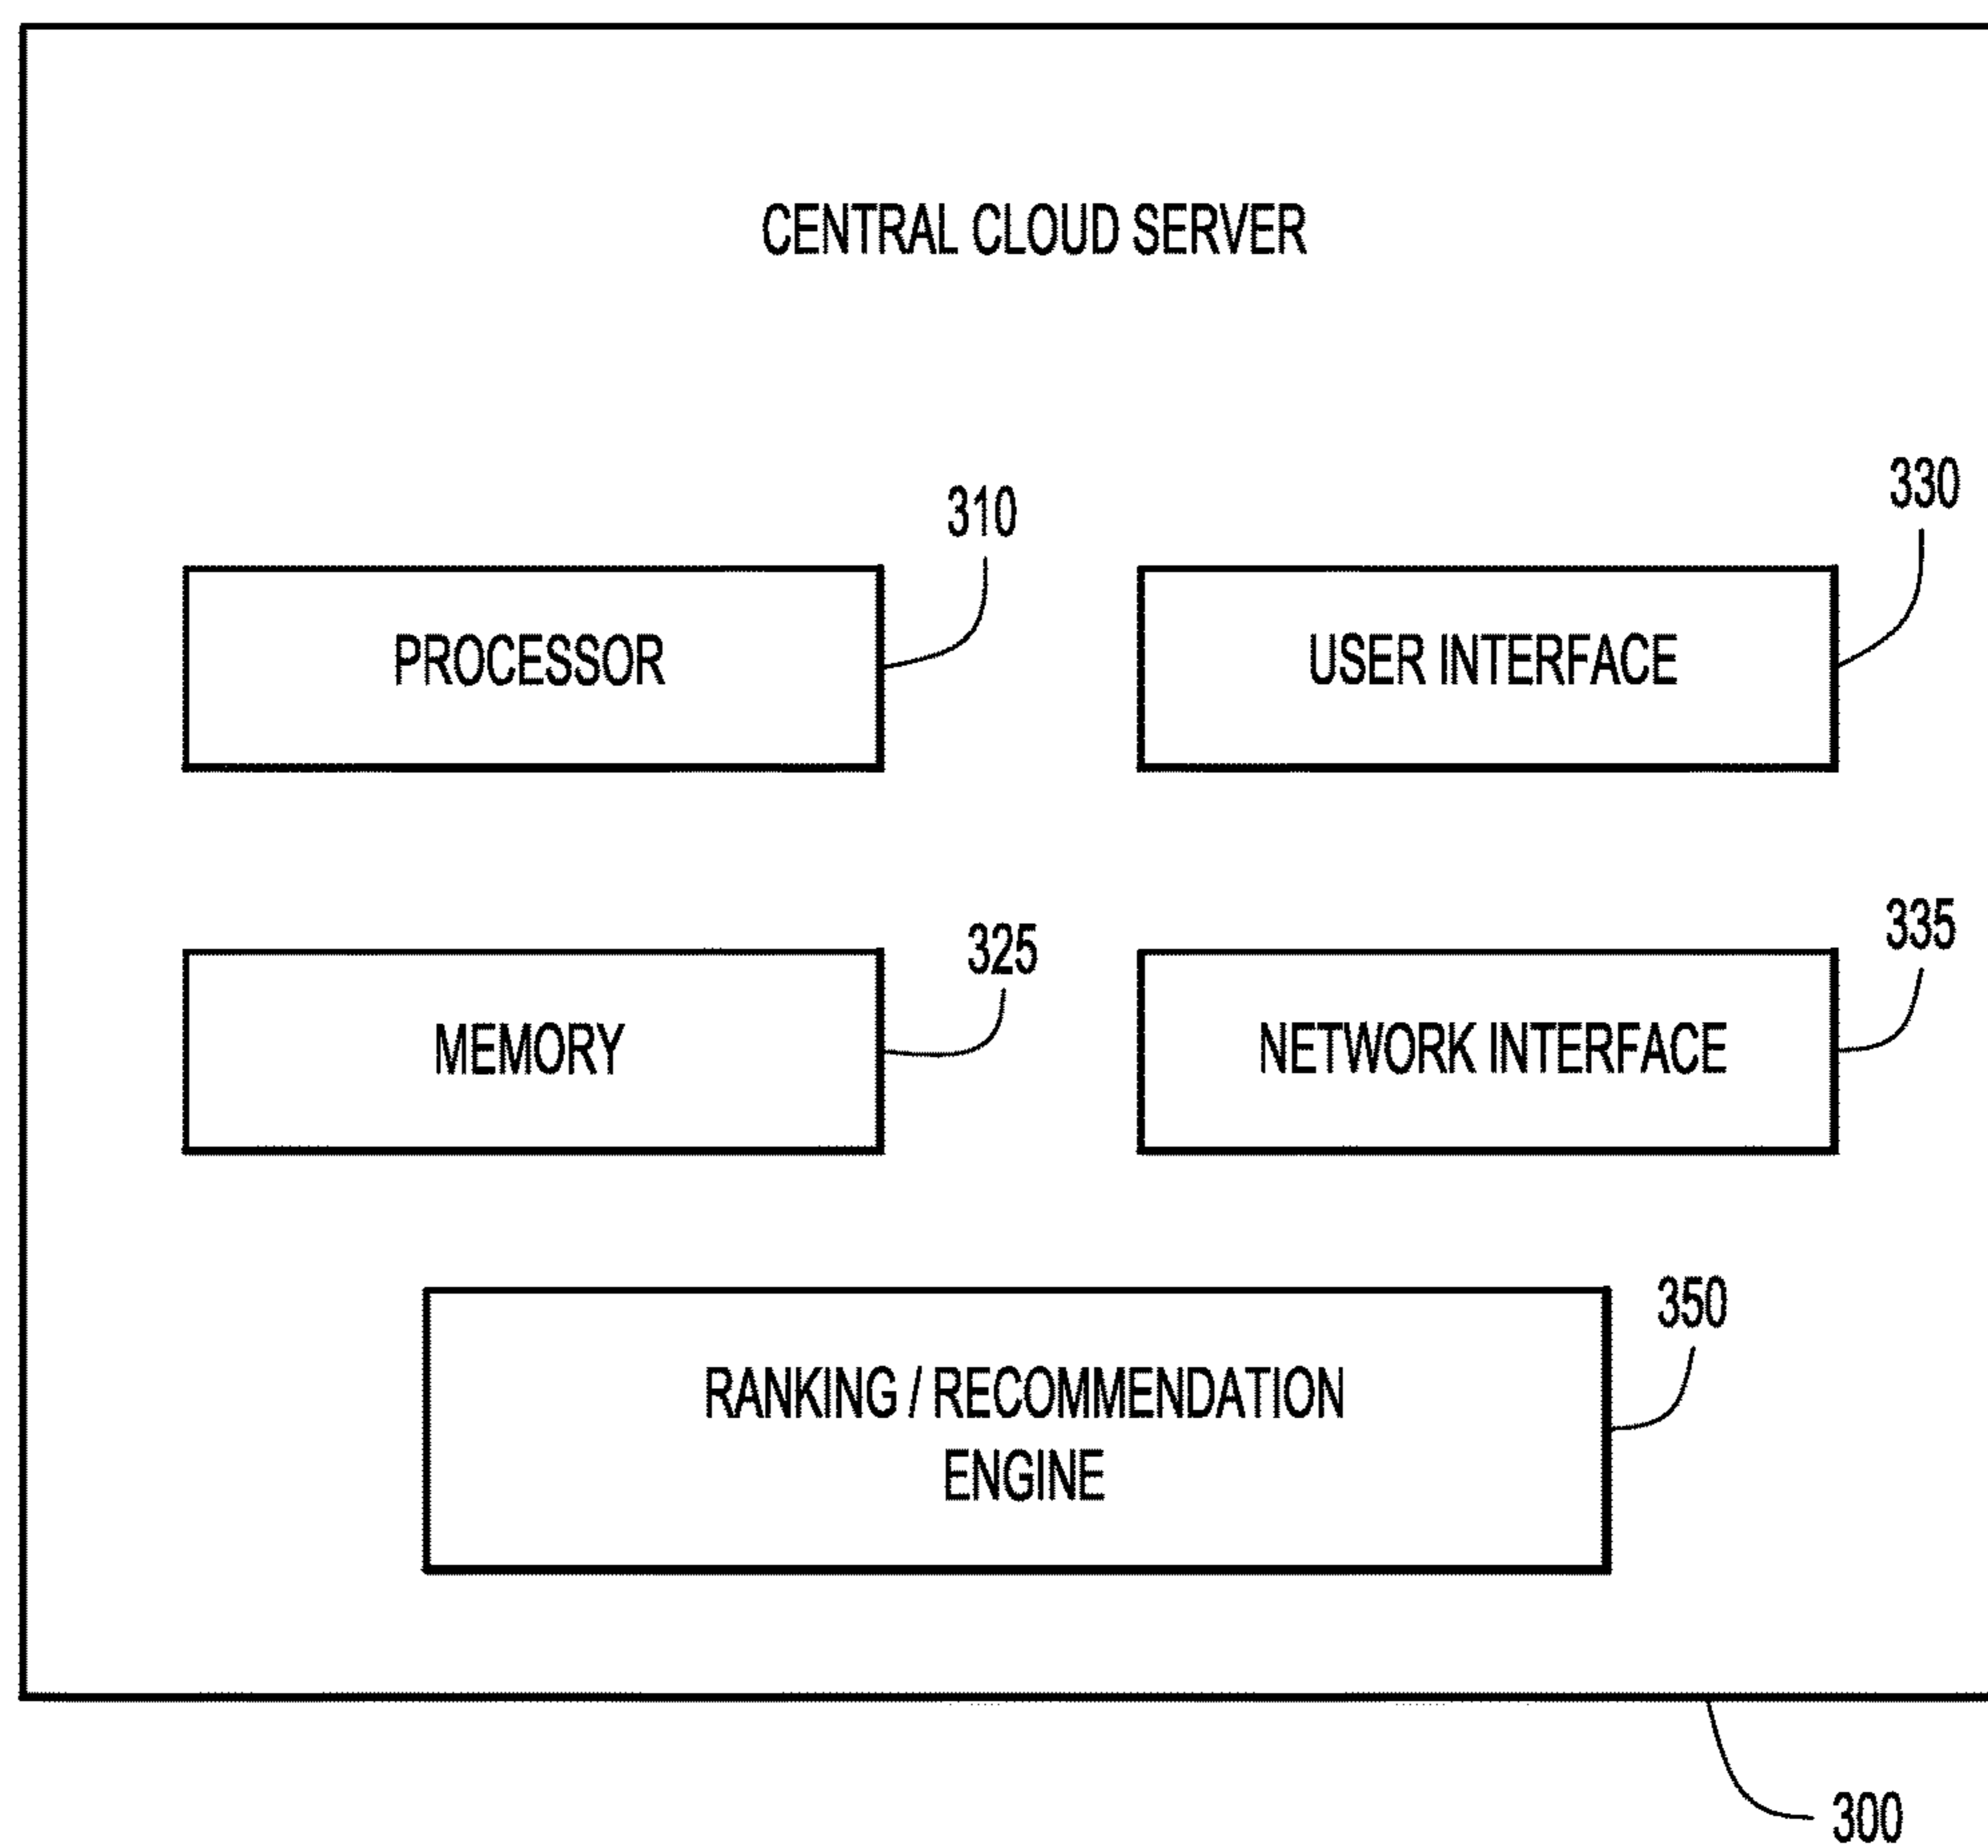 CENTRAL CLOUD SERVER
310
330
PROCESSOR
USER INTERFACE
325
335
MEMORY
NETWORK INTERFACE
350
RANKING / RECOMMENDATION
ENGINE
300